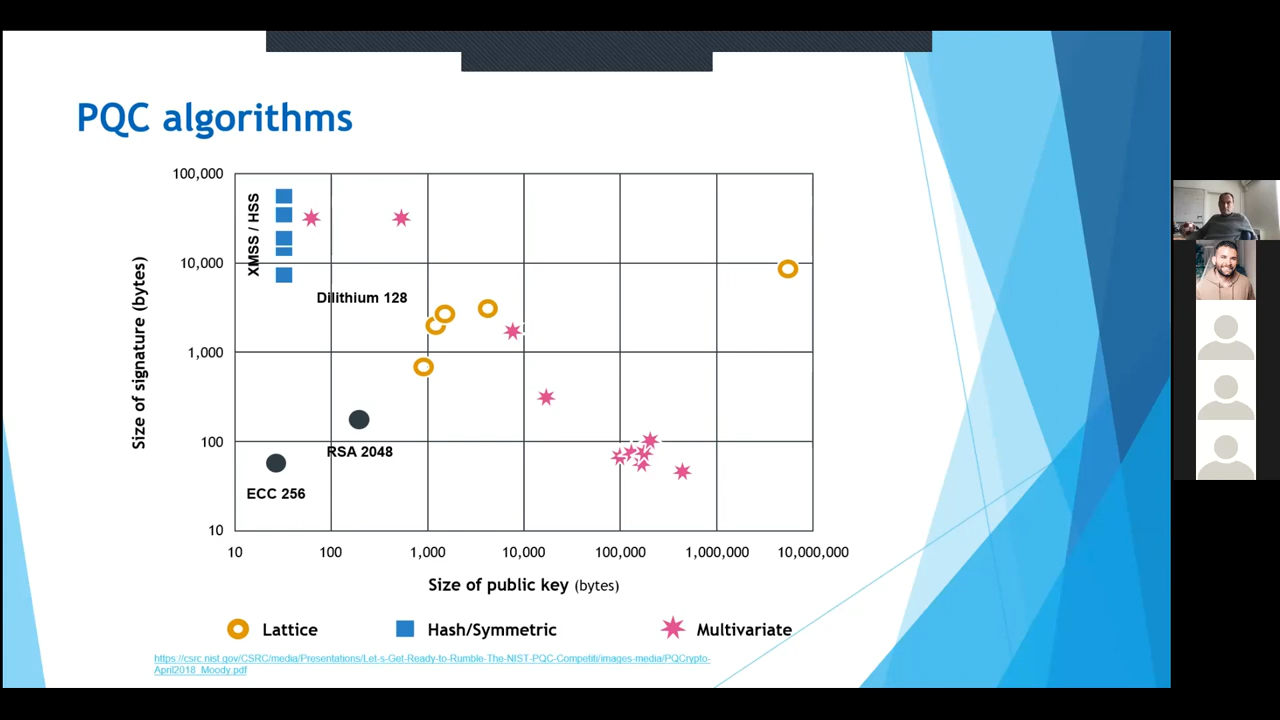 PQC algorithms
100,000
10,000
1,000
100
10
Size of signature (bytes)
XMSS / HSS
Dilithium 128
RSA 2048
ECC 256
10 100 1,000 10,000 100,000 1,000,000 10,000,000
Size of public key (bytes)
Lattice Hash/Symmetric Multivariate
https://csrc.nist.gov/CSRC/media/Presentations/Let-s-Get-Ready-to-Rumble-The-NIST-PQC-Competiti/images-media/PQCrypto-
April2018_Moody.pdf